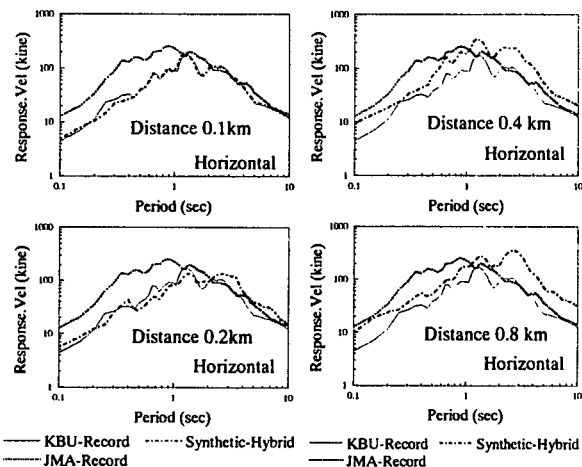 1000
100
10
1
Response.Vel (kine)
Distance 0.1km
Horizontal
0.1
1
10
Period (sec)
1000
100
10
1
Response.Vel (kine)
Distance 0.4 km
Horizontal
0.1
1
10
Period (sec)
1000
100
10
1
Response.Vel (kine)
Distance 0.2km
Horizontal
0.1
1
10
Period (sec)
1000
100
10
1
Response.Vel (kine)
Distance 0.8 km
Horizontal
0.1
1
10
Period (sec)
KBU-Record Synthetic-Hybrid
JMA-Record
KBU-Record Synthetic-Hybrid
JMA-Record